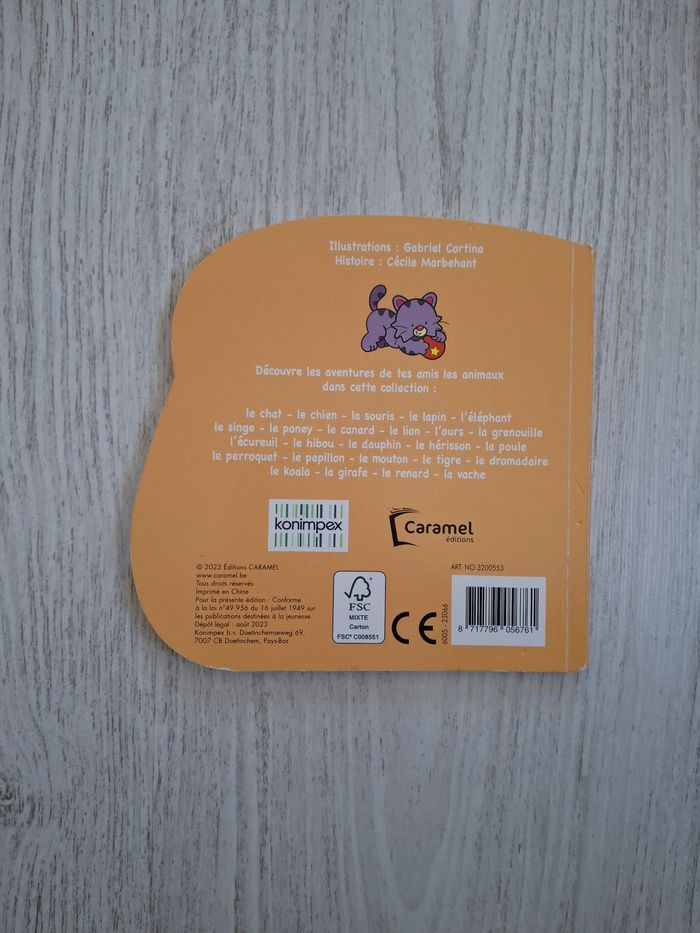 Illustrations : Gabriel Cortina
Histoire : Cécile Marbehant
Découvre les aventures de tes amis les animaux
dans cette collection :
le chat - le chien - la souris - le lapin - l'éléphant
le singe - le poney - le canard - le lion - l'ours - la grenouille
l'écureuil - le hibou - le dauphin - le hérisson - la poule
le perroquet - le papillon - le mouton - le tigre - le dromadaire
le koala - la girafe - le renard - la vache
konimpex
Caramel
éditions
© 2023 Éditions CARAMEL
www.caramel.be
Tous droits réservés
Imprimé en Chine
Pour la présente édition : Conforme
à la loi n°49.956 du 16 juillet 1949 sur
les publications destinées à la jeunesse.
Dépôt légal : août 2023
Konimpex b.v. Doetinchemseweg 69,
7007 CB Doetinchem, Pays-Bas
FSC
MIXTE
Carton
FSC® C008551
CE
6005 - 23066
ART. NO 3200553
8 717796 056761